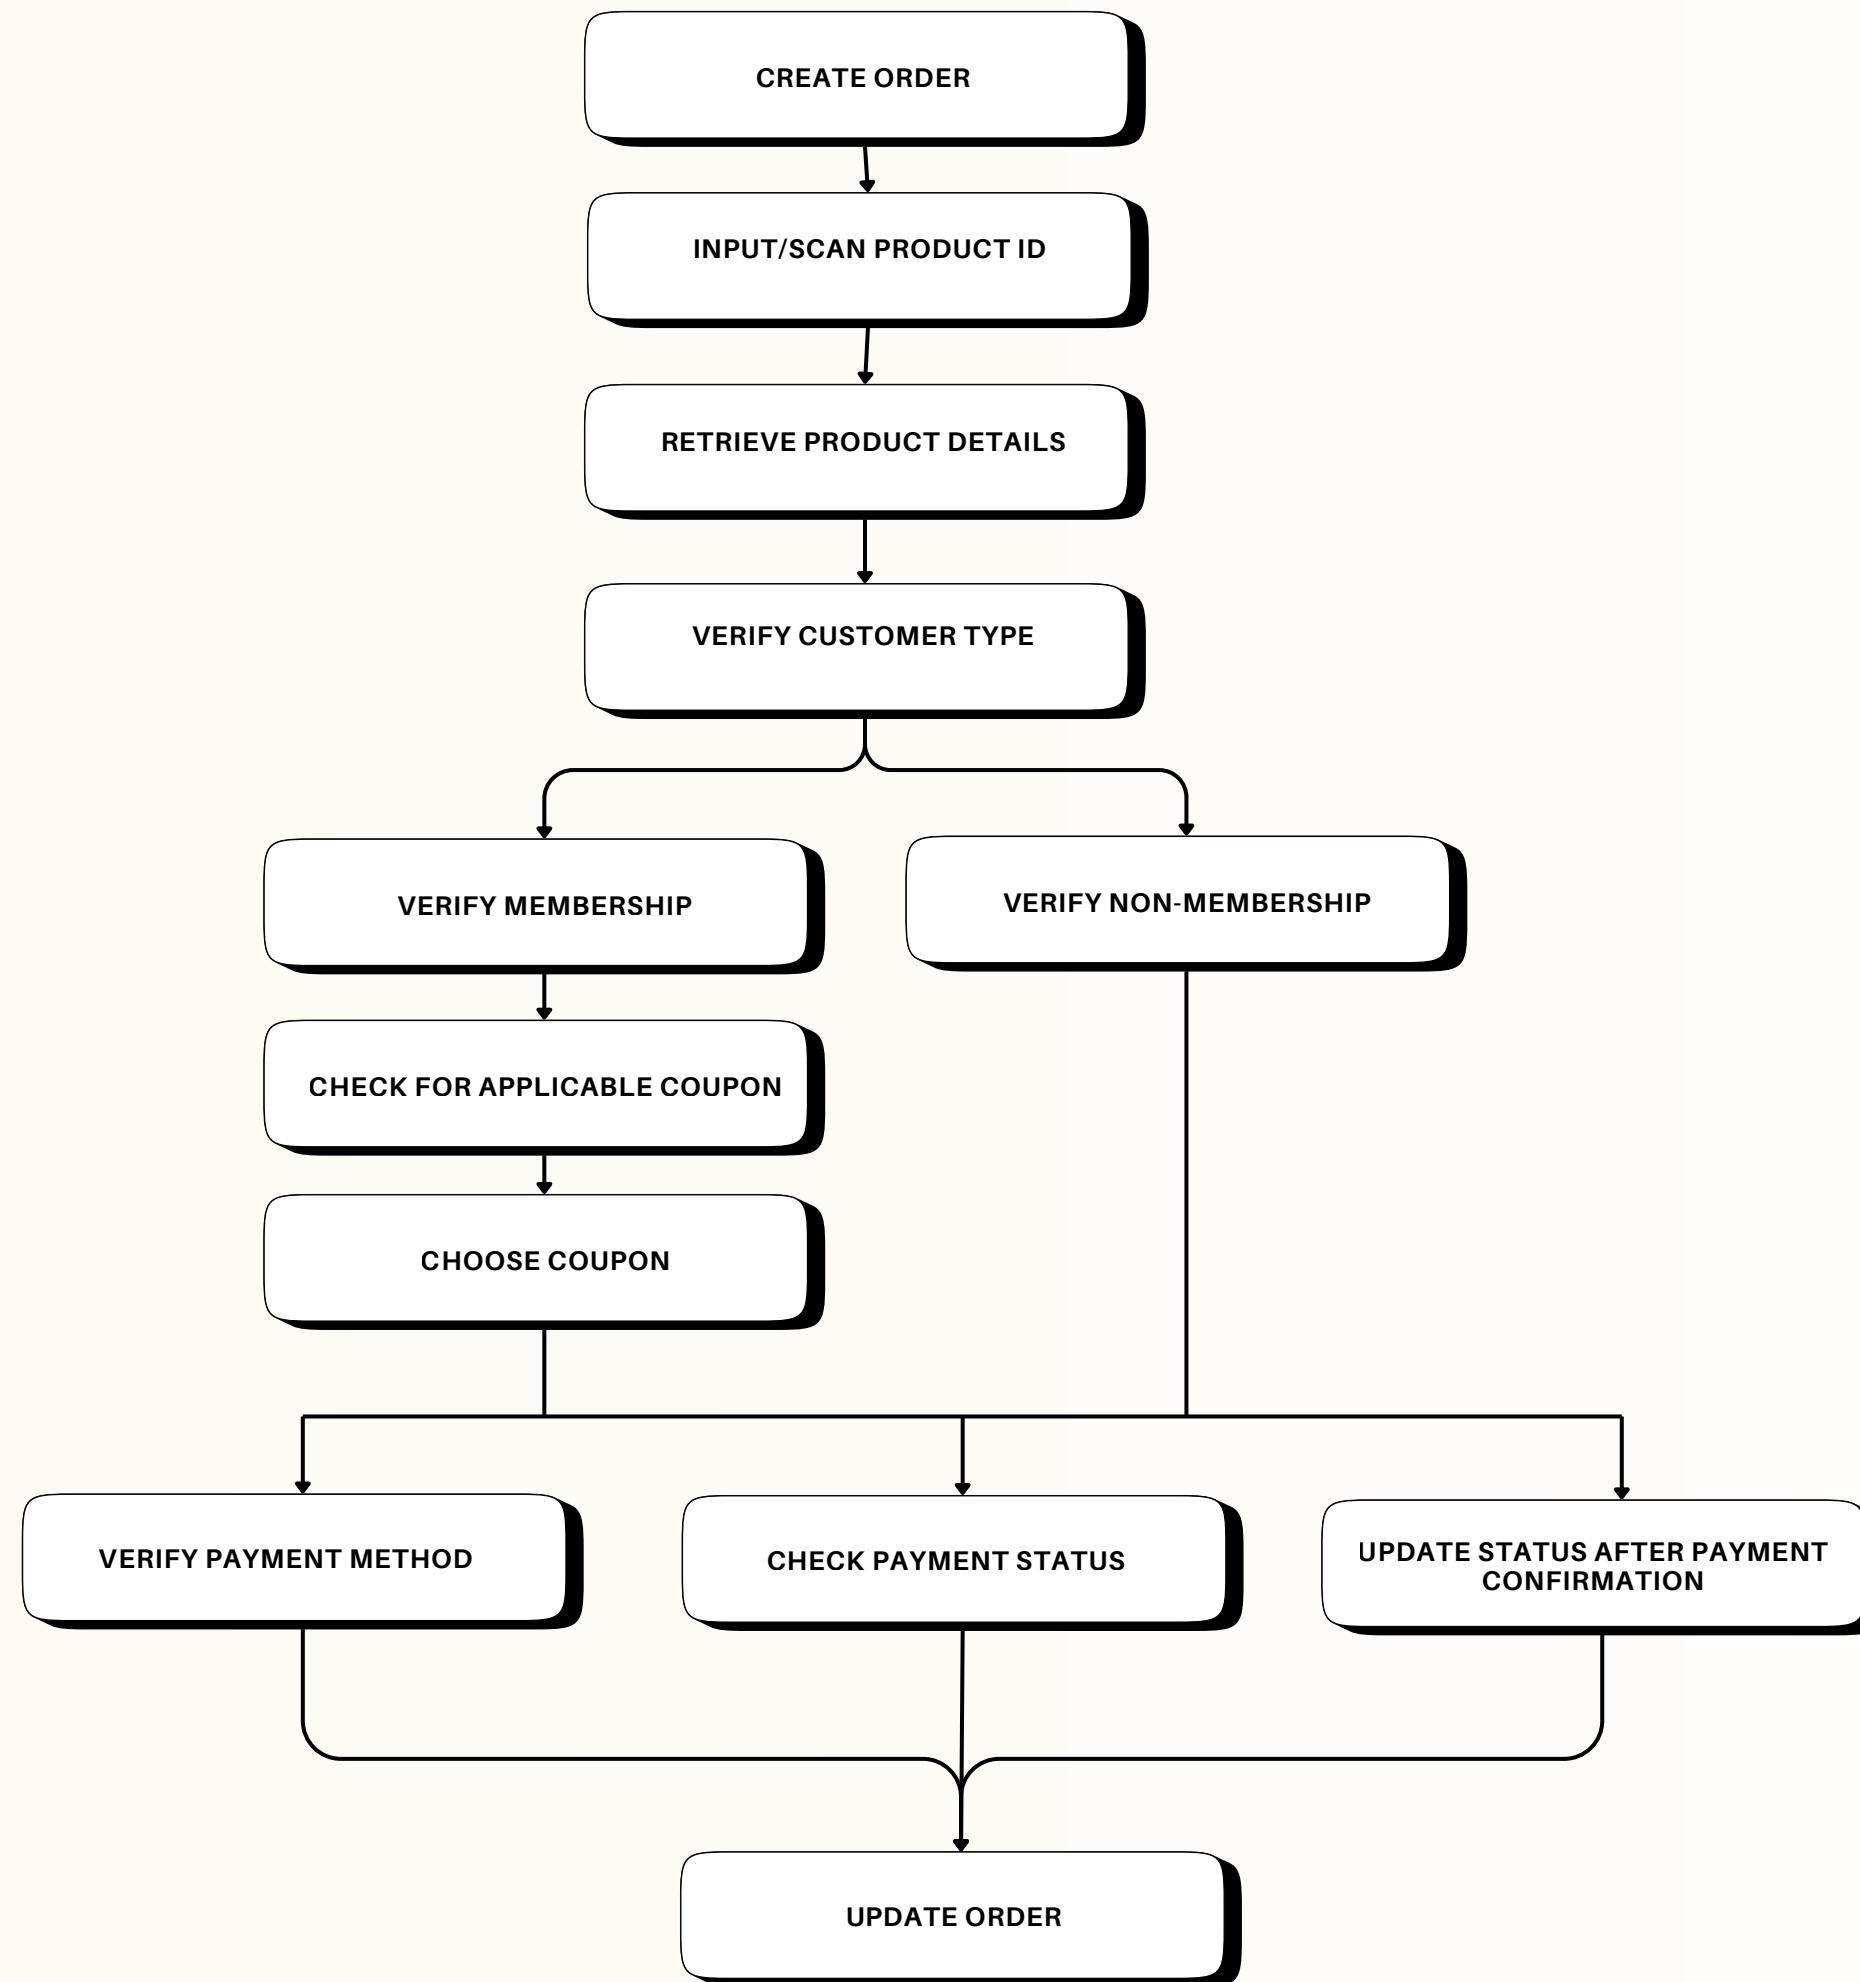 CREATE ORDER
INPUT/SCAN PRODUCT ID
RETRIEVE PRODUCT DETAILS
VERIFY CUSTOMER TYPE
VERIFY MEMBERSHIP
VERIFY NON-MEMBERSHIP
CHECK FOR APPLICABLE COUPON
CHOOSE COUPON
VERIFY PAYMENT METHOD
CHECK PAYMENT STATUS
UPDATE STATUS AFTER PAYMENT
CONFIRMATION
UPDATE ORDER